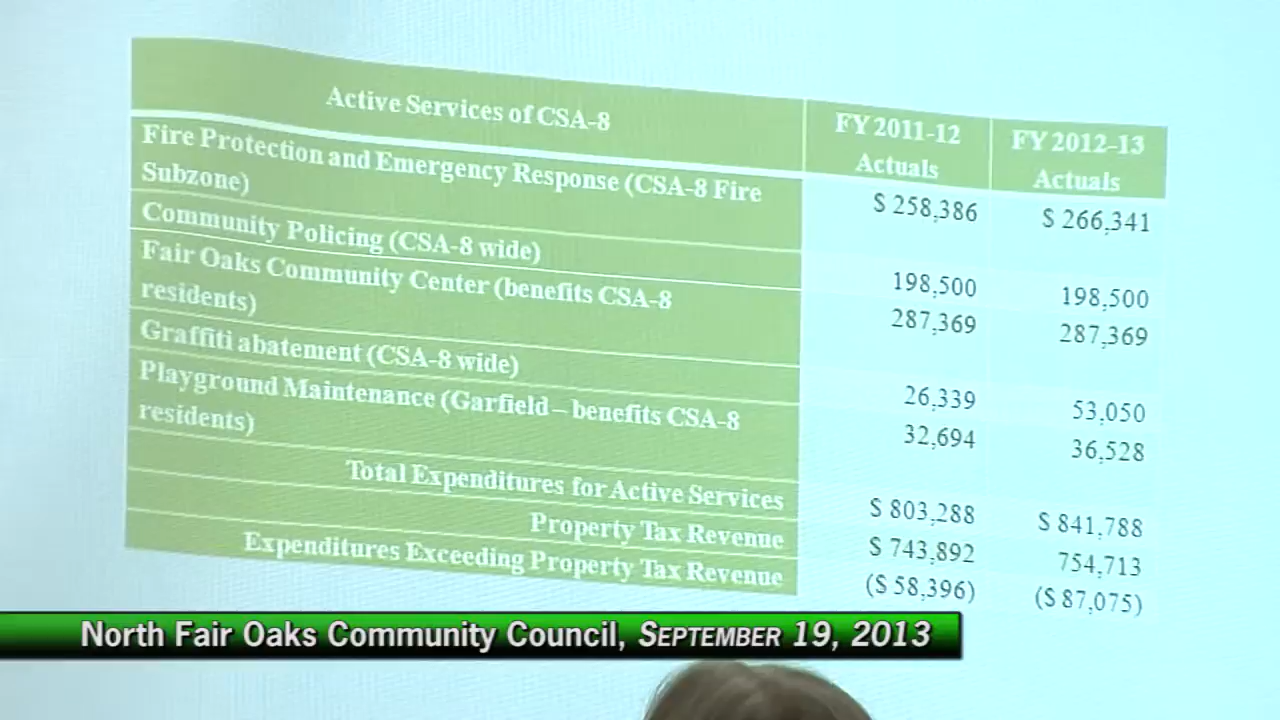 Active Services of CSA-8
FY 2011-12
Actuals
FY 2012-13
Actuals
Fire Protection and Emergency Response (CSA-8 Fire
Subzone)
$ 258,386
$ 266,341
Community Policing (CSA-8 wide)
198,500
198,500
Fair Oaks Community Center (benefits CSA-8
residents)
287,369
287,369
Graffiti abatement (CSA-8 wide)
26,339
53,050
Playground Maintenance (Garfield – benefits CSA-8
residents)
32,694
36,528
Total Expenditures for Active Services
$ 803,288
$ 841,788
Property Tax Revenue
$ 743,892
754,713
Expenditures Exceeding Property Tax Revenue
($ 58,396)
($ 87,075)
North Fair Oaks Community Council, SEPTEMBER 19, 2013